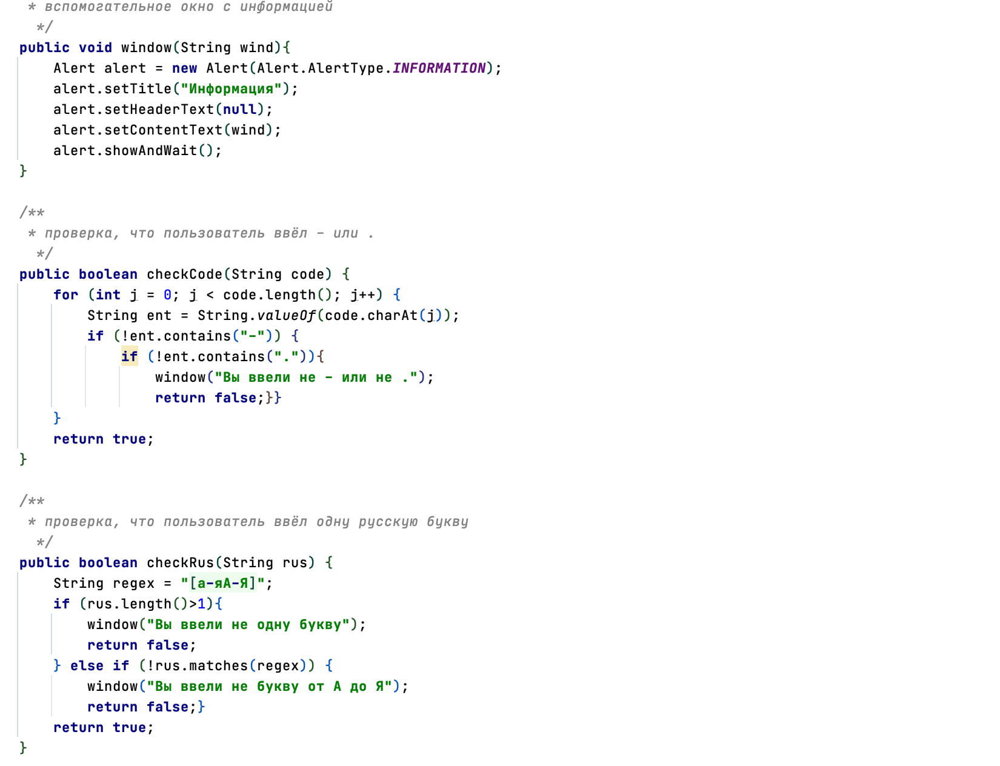 * вспомогательное окно с информацией
*/
public void window(String wind){
Alert alert = new Alert(Alert.AlertType.INFORMATION);
alert.setTitle("Информация");
alert.setHeaderText(null);
alert.setContentText(wind);
alert.showAndWait();
}
/**
* проверка, что пользователь ввёл - или .
*/
public boolean checkCode(String code) {
for (int j = 0; j < code.length(); j++) {
String ent = String.valueOf(code.charAt(j));
if (!ent.contains("-")) {
if (!ent.contains(".")){
window("Вы ввели не - или не .");
return false;}}
}
return true;
}
/**
* проверка, что пользователь ввёл одну русскую букву
*/
public boolean checkRus(String rus) {
String regex = "[а-яА-Я]";
if (rus.length()>1){
window("Вы ввели не одну букву");
return false;
} else if (!rus.matches(regex)) {
window("Вы ввели не букву от А до Я");
return false;}
return true;
}